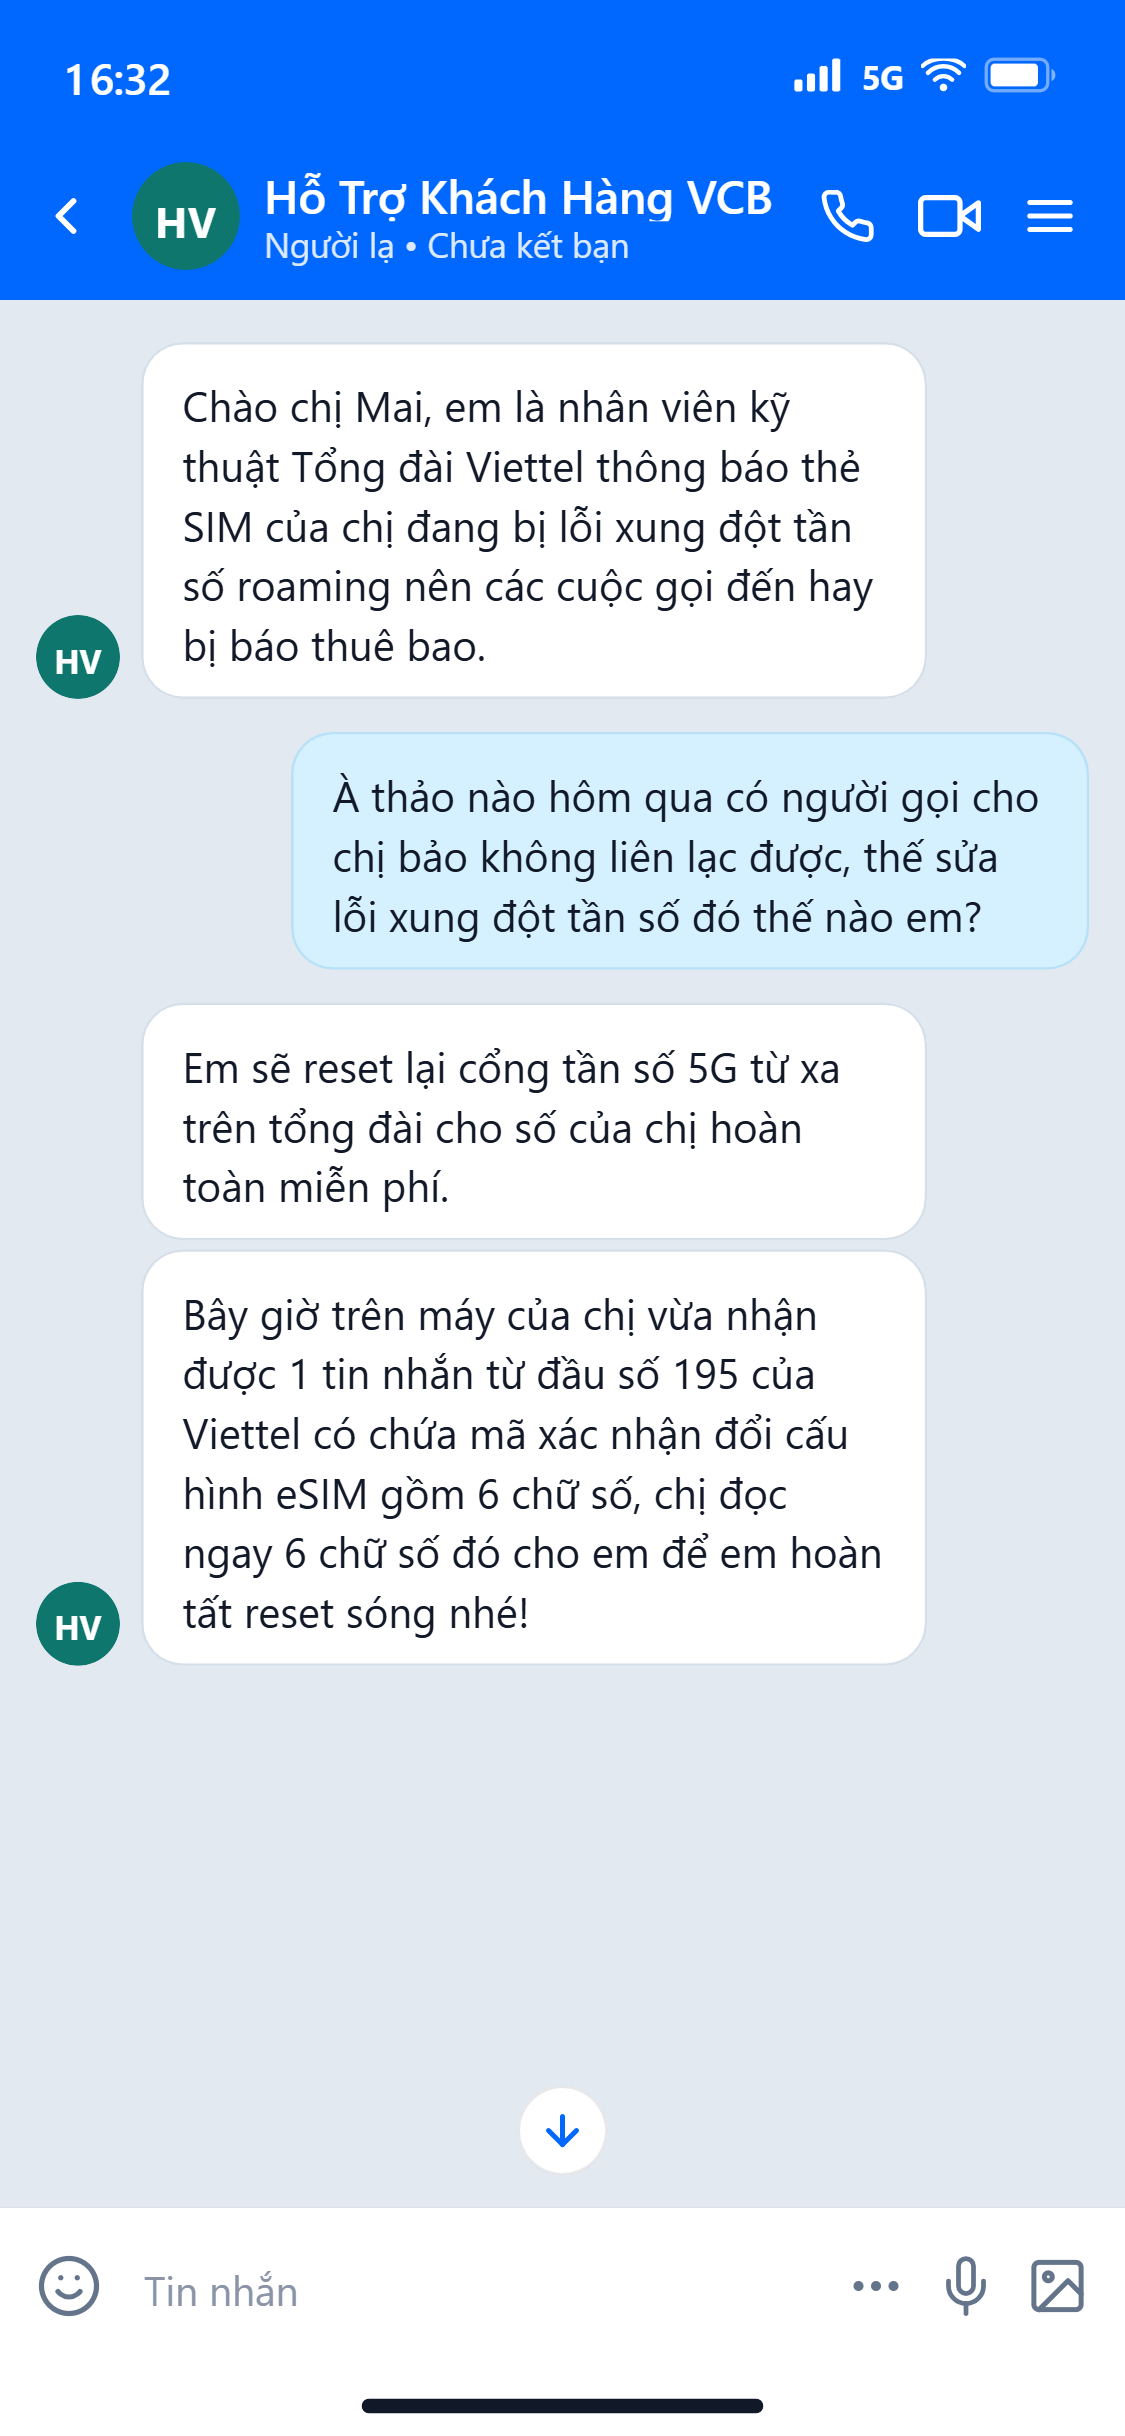 16:32
5G
HV
Hỗ Trợ Khách Hàng VCB
Người lạ • Chưa kết bạn
Chào chị Mai, em là nhân viên kỹ
thuật Tổng đài Viettel thông báo thẻ
SIM của chị đang bị lỗi xung đột tần
số roaming nên các cuộc gọi đến hay
bị báo thuê bao.
HV
À thảo nào hôm qua có người gọi cho
chị bảo không liên lạc được, thế sửa
lỗi xung đột tần số đó thế nào em?
Em sẽ reset lại cổng tần số 5G từ xa
trên tổng đài cho số của chị hoàn
toàn miễn phí.
Bây giờ trên máy của chị vừa nhận
được 1 tin nhắn từ đầu số 195 của
Viettel có chứa mã xác nhận đổi cấu
hình eSIM gồm 6 chữ số, chị đọc
ngay 6 chữ số đó cho em để em hoàn
tất reset sóng nhé!
HV
Tin nhắn